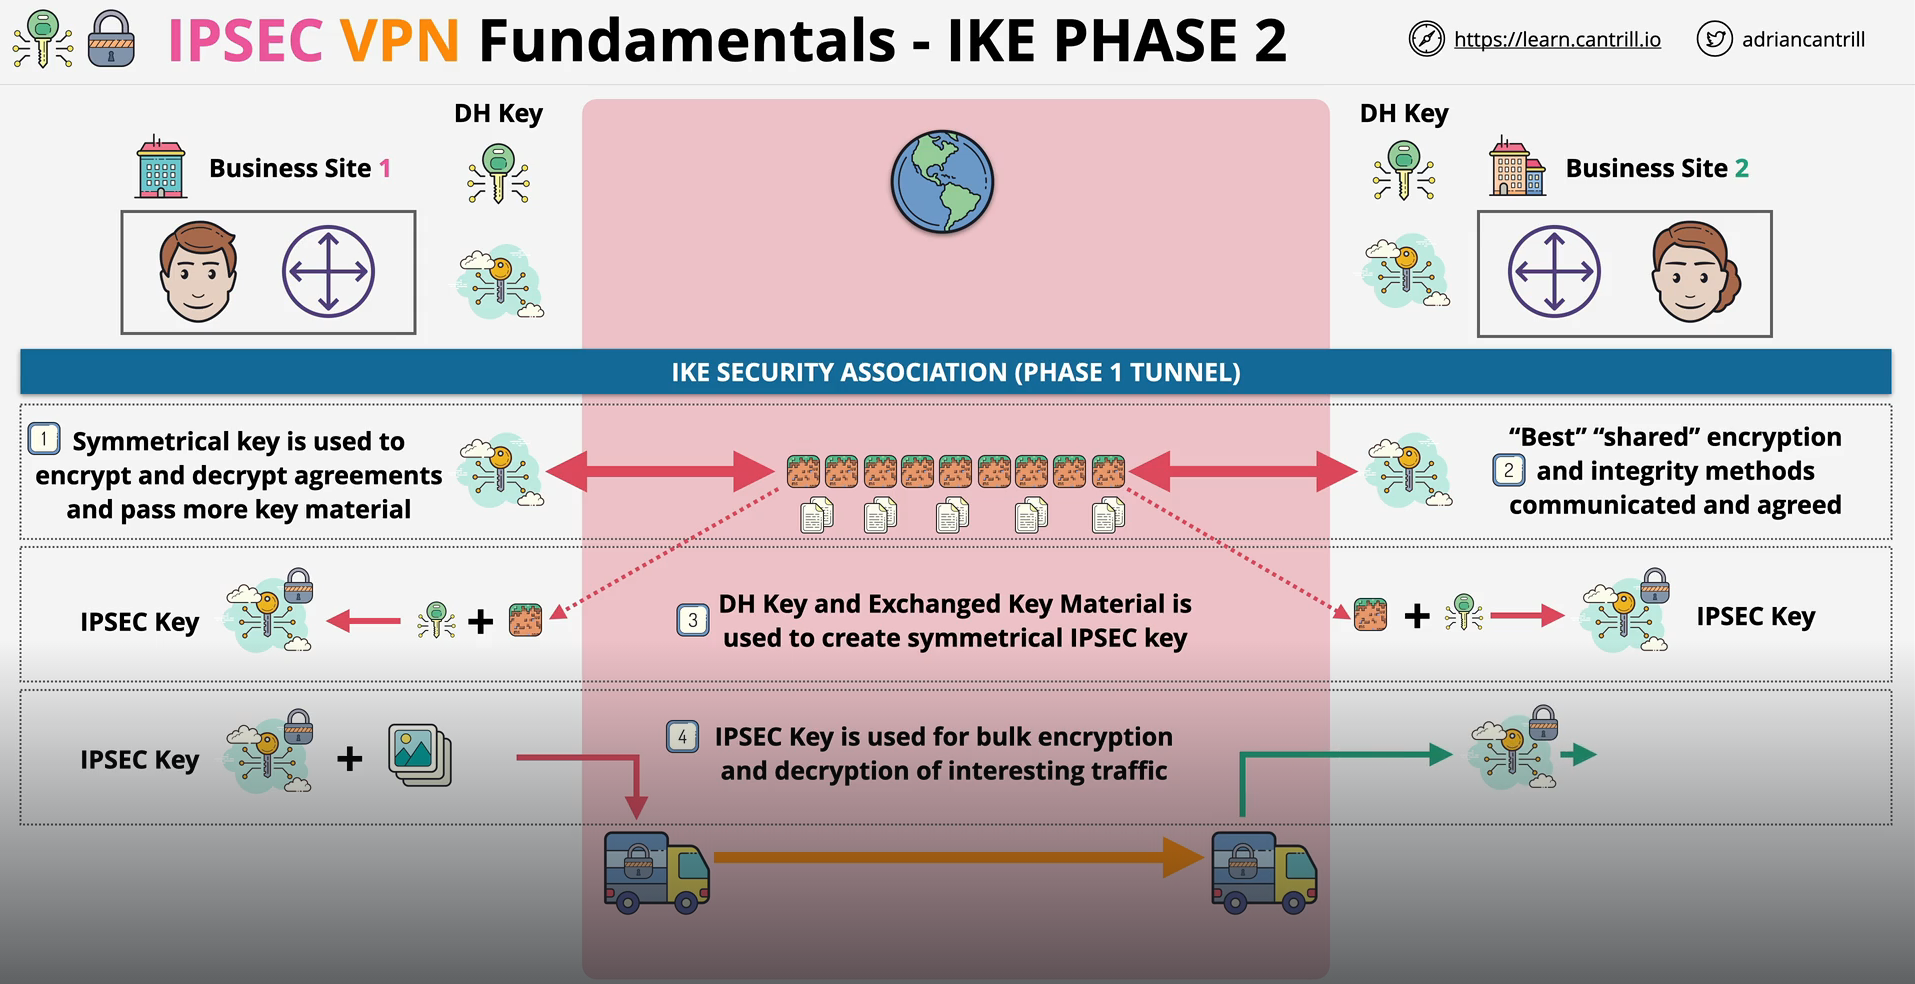 IPSEC VPN Fundamentals - IKE PHASE 2
https://learn.cantrill.io
adriancantrill
DH Key
DH Key
Business Site 1
Business Site 2
IKE SECURITY ASSOCIATION (PHASE 1 TUNNEL)
1 Symmetrical key is used to
encrypt and decrypt agreements
and pass more key material
“Best” “shared” encryption
2 and integrity methods
communicated and agreed
IPSEC Key
+
3 DH Key and Exchanged Key Material is
used to create symmetrical IPSEC key
+
IPSEC Key
IPSEC Key
+
4 IPSEC Key is used for bulk encryption
and decryption of interesting traffic